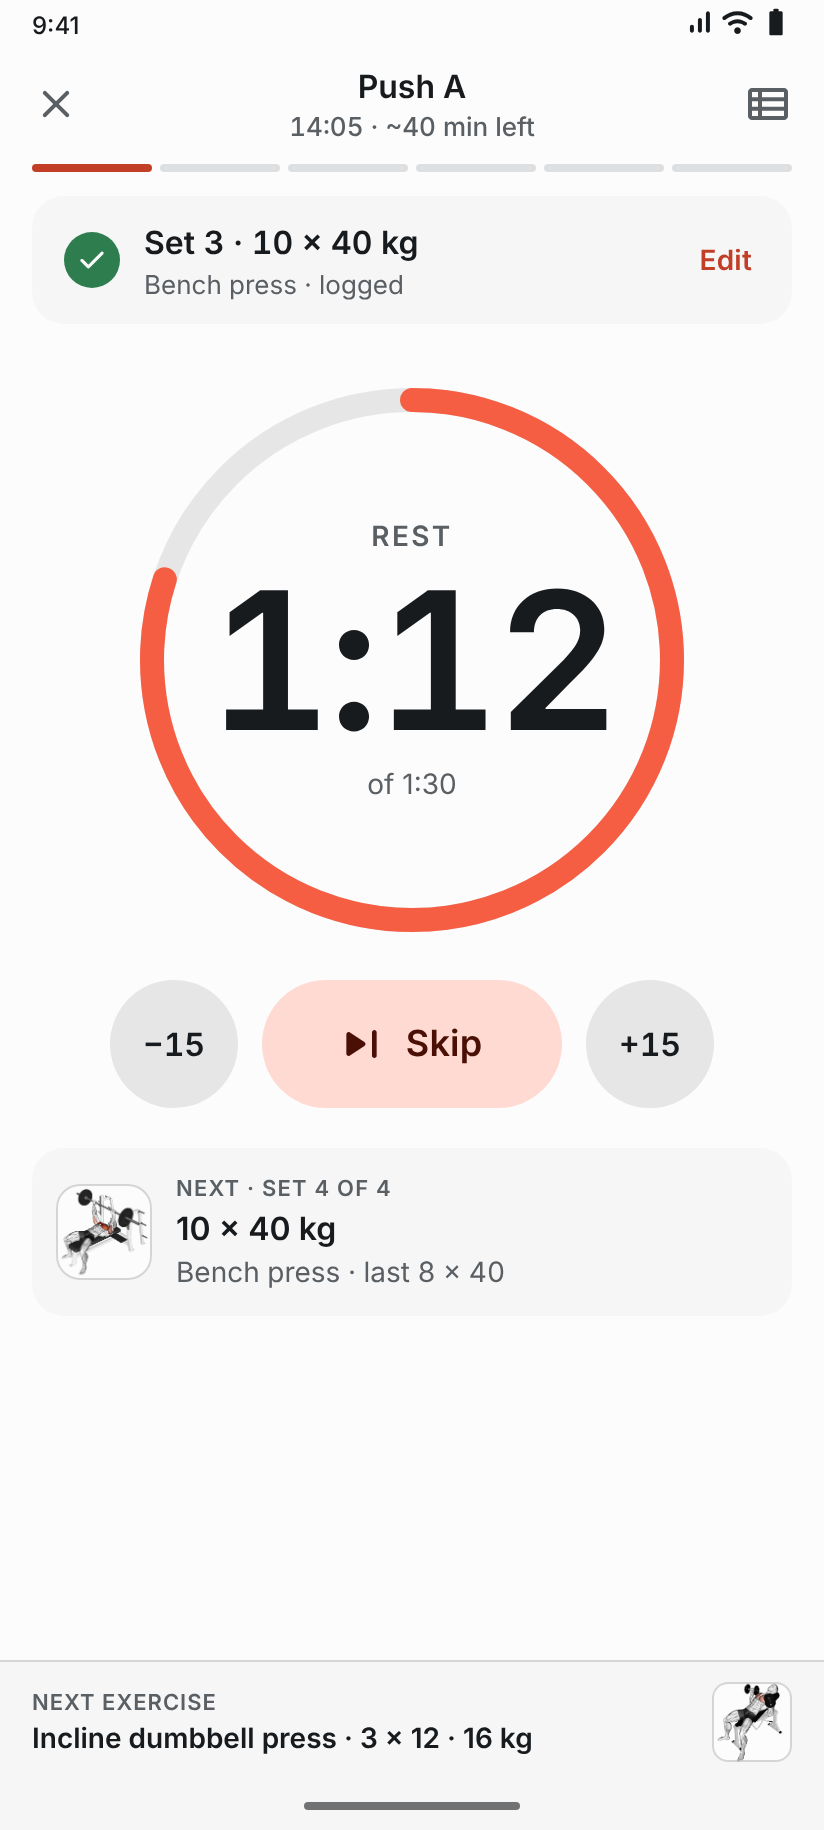 9:41
Push A
14:05 · ~40 min left
Set 3 · 10 × 40 kg
Bench press · logged
Edit
REST
1:12
of 1:30
−15
Skip
+15
NEXT · SET 4 OF 4
10 × 40 kg
Bench press · last 8 × 40
NEXT EXERCISE
Incline dumbbell press · 3 × 12 · 16 kg